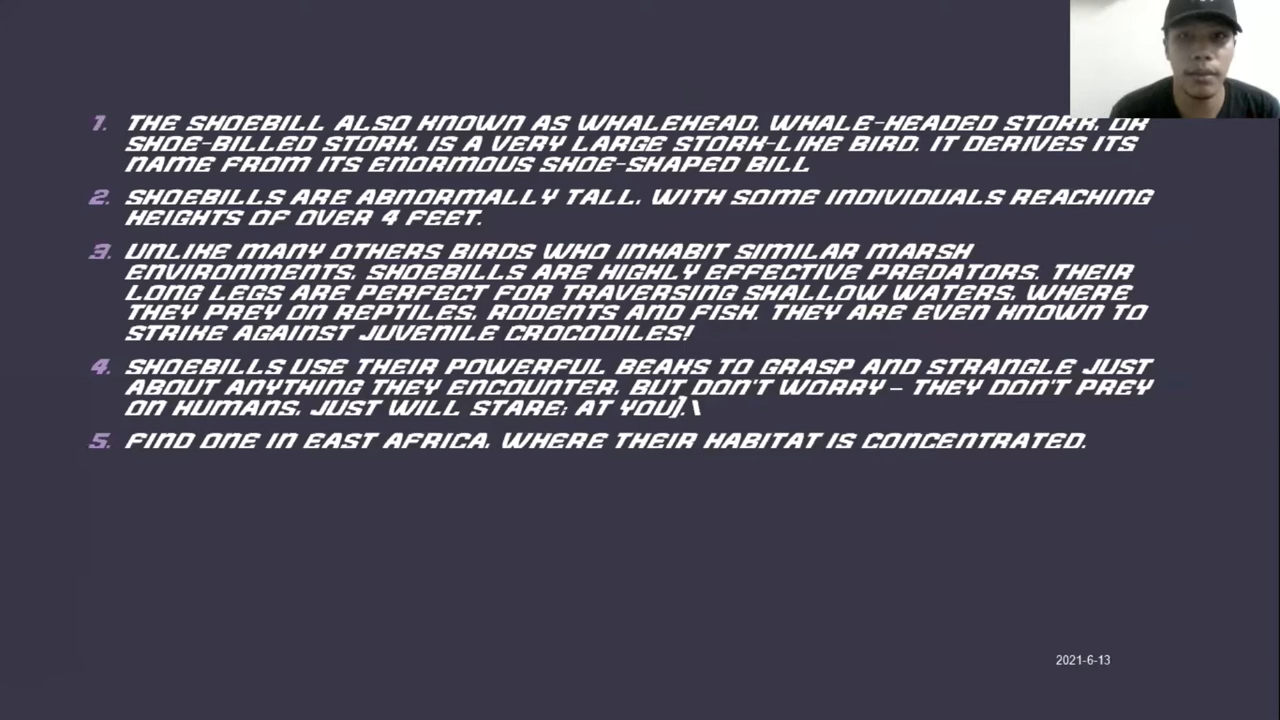 1. THE SHOEBILL ALSO KNOWN AS WHALEHEAD, WHALE-HEADED STORK, OR
SHOE-BILLED STORK, IS A VERY LARGE STORK-LIKE BIRD. IT DERIVES ITS
NAME FROM ITS ENORMOUS SHOE-SHAPED BILL
2. SHOEBILLS ARE ABNORMALLY TALL, WITH SOME INDIVIDUALS REACHING
HEIGHTS OF OVER 4 FEET.
3. UNLIKE MANY OTHERS BIRDS WHO INHABIT SIMILAR MARSH
ENVIRONMENTS, SHOEBILLS ARE HIGHLY EFFECTIVE PREDATORS. THEIR
LONG LEGS ARE PERFECT FOR TRAVERSING SHALLOW WATERS, WHERE
THEY PREY ON REPTILES, RODENTS AND FISH. THEY ARE EVEN KNOWN TO
STRIKE AGAINST JUVENILE CROCODILES!
4. SHOEBILLS USE THEIR POWERFUL BEAKS TO GRASP AND STRANGLE JUST
ABOUT ANYTHING THEY ENCOUNTER, BUT DON'T WORRY – THEY DON'T PREY
ON HUMANS, JUST WILL STARE; AT YOU].\
5. FIND ONE IN EAST AFRICA, WHERE THEIR HABITAT IS CONCENTRATED.
2021-6-13